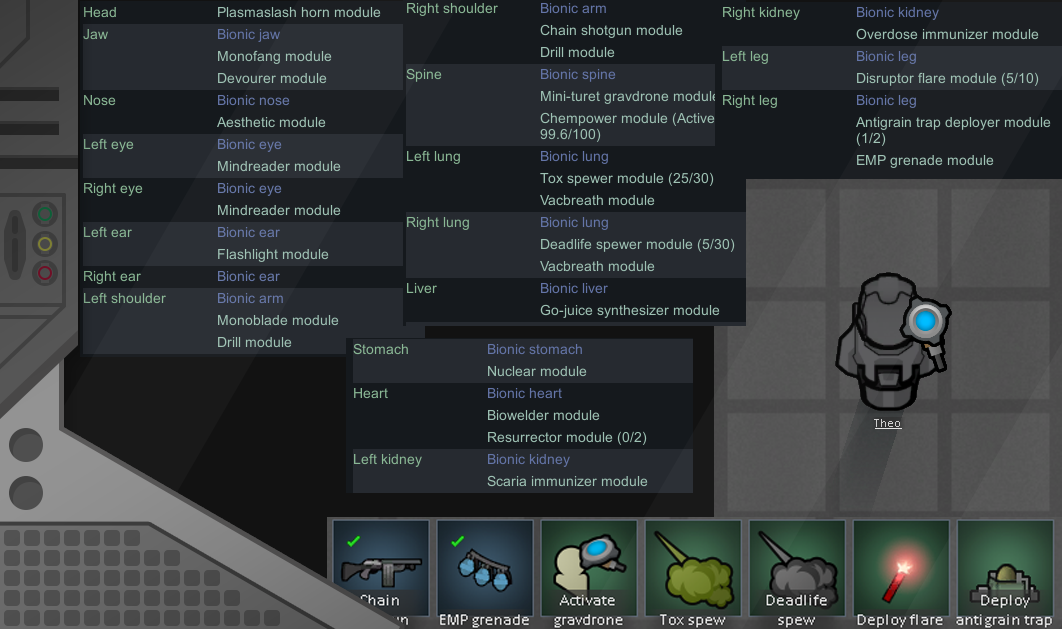 Head Plasmaslash horn module
Jaw Bionic jaw
Monofang module
Devourer module
Nose Bionic nose
Aesthetic module
Left eye Bionic eye
Mindreader module
Right eye Bionic eye
Mindreader module
Left ear Bionic ear
Flashlight module
Right ear Bionic ear
Left shoulder Bionic arm
Monoblade module
Drill module
Right shoulder Bionic arm
Chain shotgun module
Drill module
Spine Bionic spine
Mini-turet gravdrone module
Chempower module (Active
99.6/100)
Left lung Bionic lung
Tox spewer module (25/30)
Vacbreath module
Right lung Bionic lung
Deadlife spewer module (5/30)
Vacbreath module
Liver Bionic liver
Go-juice synthesizer module
Right kidney Bionic kidney
Overdose immunizer module
Left leg Bionic leg
Disruptor flare module (5/10)
Right leg Bionic leg
Antigrain trap deployer module
(1/2)
EMP grenade module
Stomach Bionic stomach
Nuclear module
Heart Bionic heart
Biowelder module
Resurrector module (0/2)
Left kidney Bionic kidney
Scaria immunizer module
Theo
Chain
EMP grenade
Activate
gravdrone
Tox spew
Deadlife
spew
Deploy flare
Deploy
antigrain trap